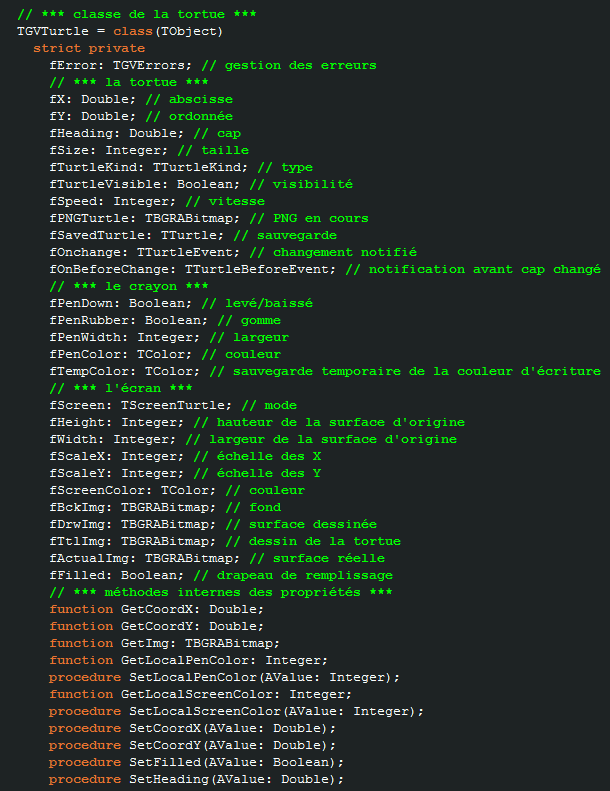 // *** classe de la tortue ***
TGVTurtle = class(TObject)
strict private
fError: TGVErrors; // gestion des erreurs
// *** la tortue ***
fX: Double; // abscisse
fY: Double; // ordonnée
fHeading: Double; // cap
fSize: Integer; // taille
fTurtleKind: TTurtleKind; // type
fTurtleVisible: Boolean; // visibilité
fSpeed: Integer; // vitesse
fPNGTurtle: TBGRABitmap; // PNG en cours
fSavedTurtle: TTurtle; // sauvegarde
fOnchange: TTurtleEvent; // changement notifié
fOnBeforeChange: TTurtleBeforeEvent; // notification avant cap changé
// *** le crayon ***
fPenDown: Boolean; // levé/baissé
fPenRubber: Boolean; // gomme
fPenWidth: Integer; // largeur
fPenColor: TColor; // couleur
fTempColor: TColor; // sauvegarde temporaire de la couleur d'écriture
// *** l'écran ***
fScreen: TScreenTurtle; // mode
fHeight: Integer; // hauteur de la surface d'origine
fWidth: Integer; // largeur de la surface d'origine
fScaleX: Integer; // échelle des X
fScaleY: Integer; // échelle des Y
fScreenColor: TColor; // couleur
fBckImg: TBGRABitmap; // fond
fDrwImg: TBGRABitmap; // surface dessinée
fTtlImg: TBGRABitmap; // dessin de la tortue
fActualImg: TBGRABitmap; // surface réelle
fFilled: Boolean; // drapeau de remplissage
// *** méthodes internes des propriétés ***
function GetCoordX: Double;
function GetCoordY: Double;
function GetImg: TBGRABitmap;
function GetLocalPenColor: Integer;
procedure SetLocalPenColor(AValue: Integer);
function GetLocalScreenColor: Integer;
procedure SetLocalScreenColor(AValue: Integer);
procedure SetCoordX(AValue: Double);
procedure SetCoordY(AValue: Double);
procedure SetFilled(AValue: Boolean);
procedure SetHeading(AValue: Double);